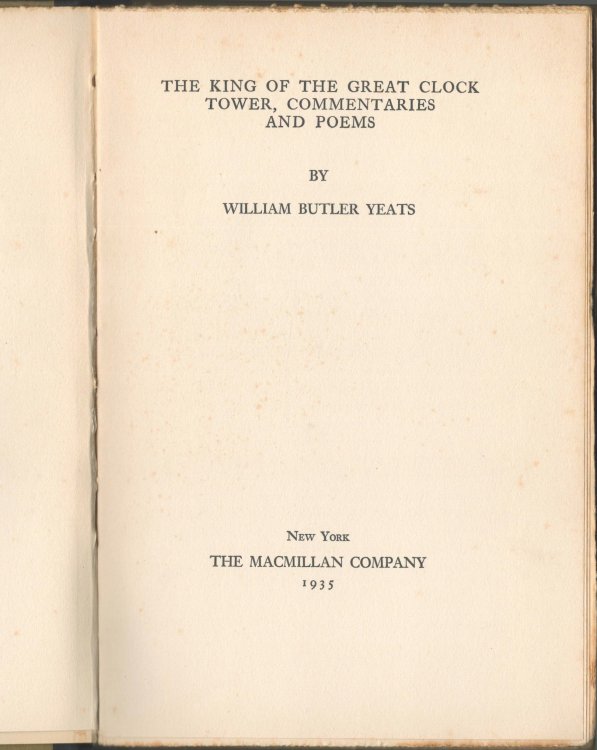 THE KING OF THE GREAT CLOCK
TOWER, COMMENTARIES
AND POEMS
BY
WILLIAM BUTLER YEATS
New York
THE MACMILLAN COMPANY
1935